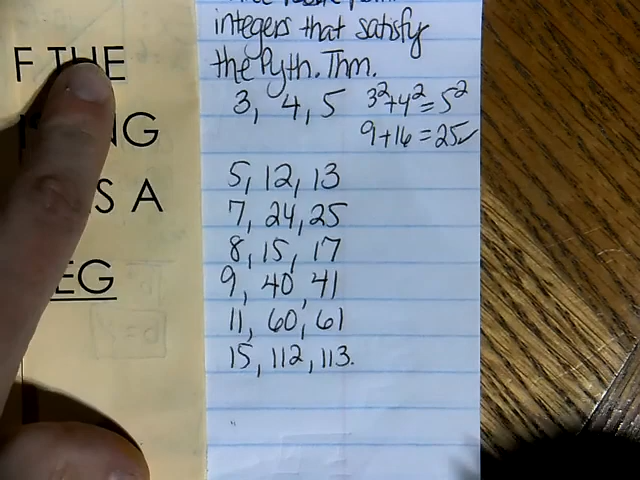 F THE
NG
S A
EG
integers that satisfy
the Pyth. Thm.
3, 4, 5 3²+4²=5²
9+16=25✓
5, 12, 13
7, 24, 25
8, 15, 17
9, 40, 41
11, 60, 61
15, 112, 113.